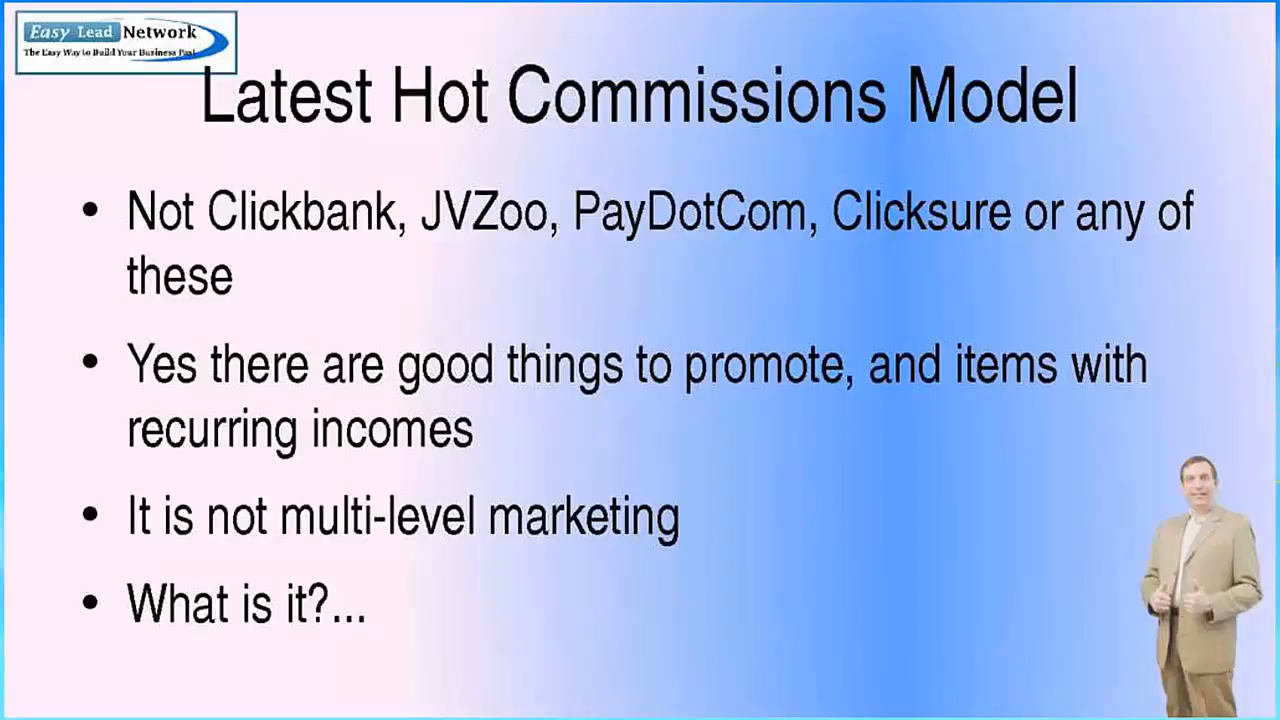 Easy Lead Network
The Easy Way to Build Your Business Fast
Latest Hot Commissions Model
• Not Clickbank, JVZoo, PayDotCom, Clicksure or any of
these
• Yes there are good things to promote, and items with
recurring incomes
• It is not multi-level marketing
• What is it?...